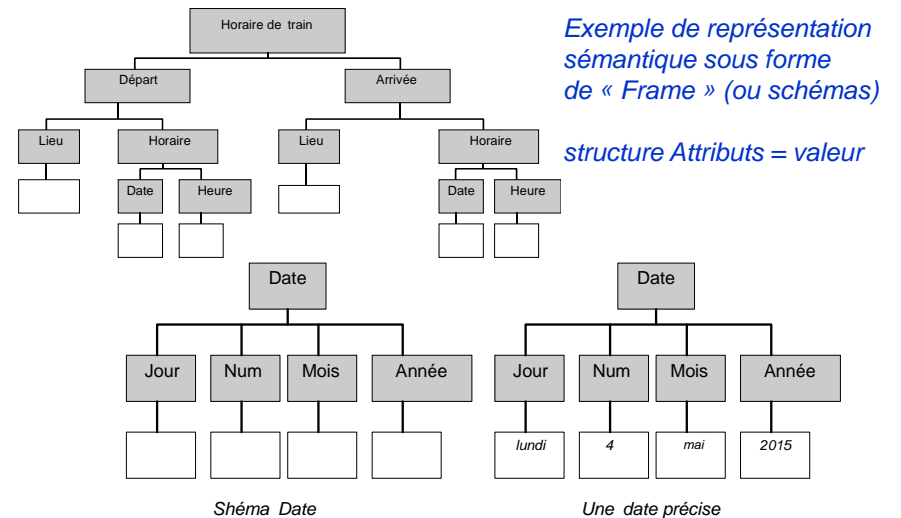 Horaire de train
Exemple de représentation
sémantique sous forme
de « Frame » (ou schémas)
structure Attributs = valeur
Départ
Arrivée
Lieu
Horaire
Lieu
Horaire
Date
Heure
Date
Heure
Date
Date
Jour
Num
Mois
Année
Jour
Num
Mois
Année
lundi
4
mai
2015
Shéma Date
Une date précise